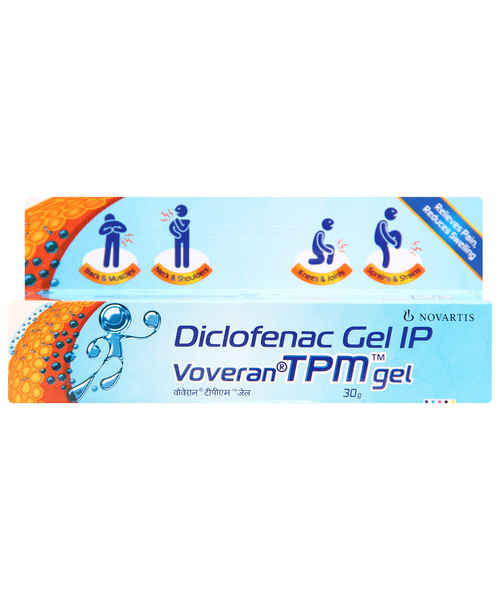 Relieves Pain,
Reduces Swelling
Back & Muscles
Neck & Shoulders
Knees & Joints
Sprains & Strains
NOVARTIS
Diclofenac Gel IP
Voveran® TPM™ gel
वोवेरान® टीपीएम™ जेल
30g